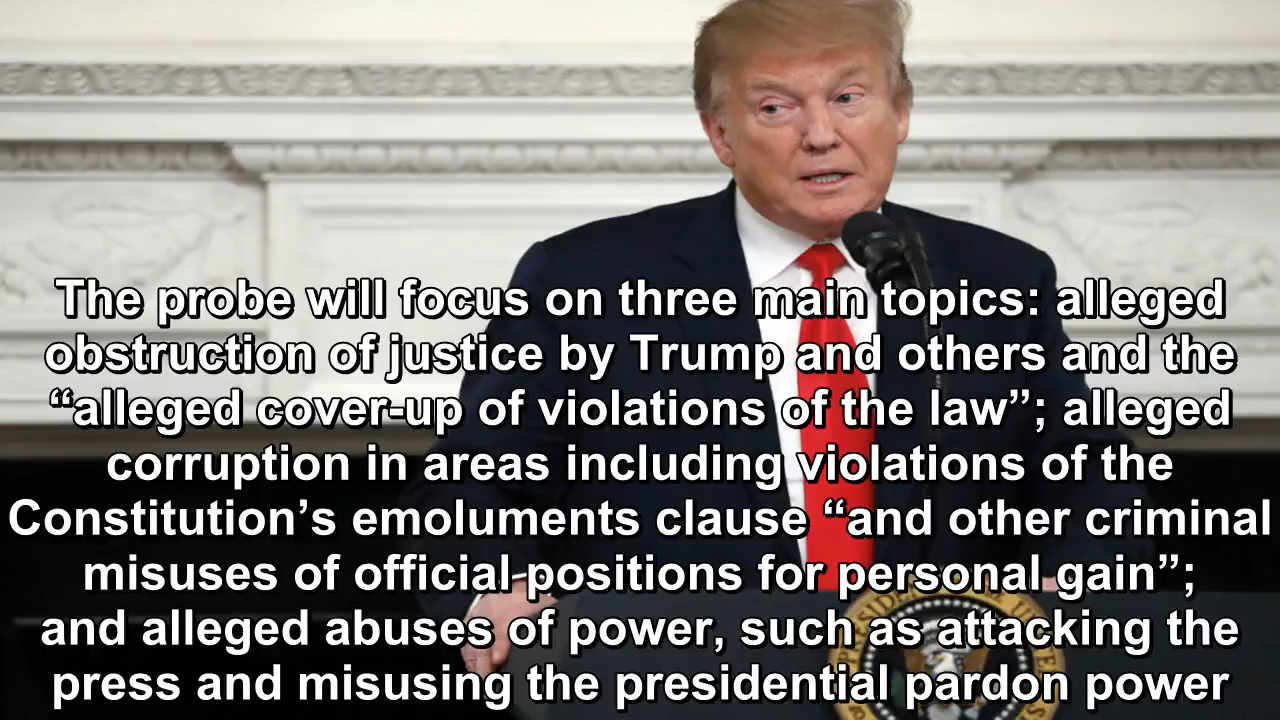 The probe will focus on three main topics: alleged
obstruction of justice by Trump and others and the
“alleged cover-up of violations of the law”; alleged
corruption in areas including violations of the
Constitution’s emoluments clause “and other criminal
misuses of official positions for personal gain”;
and alleged abuses of power, such as attacking the
press and misusing the presidential pardon power